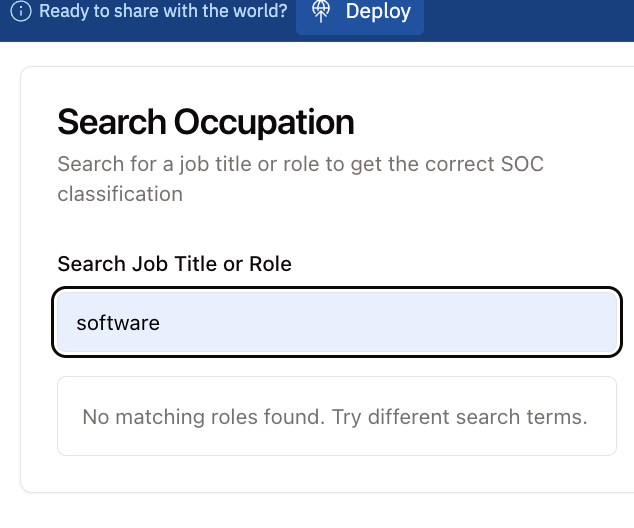 Ready to share with the world? Deploy
Search Occupation
Search for a job title or role to get the correct SOC
classification
Search Job Title or Role
software
No matching roles found. Try different search terms.